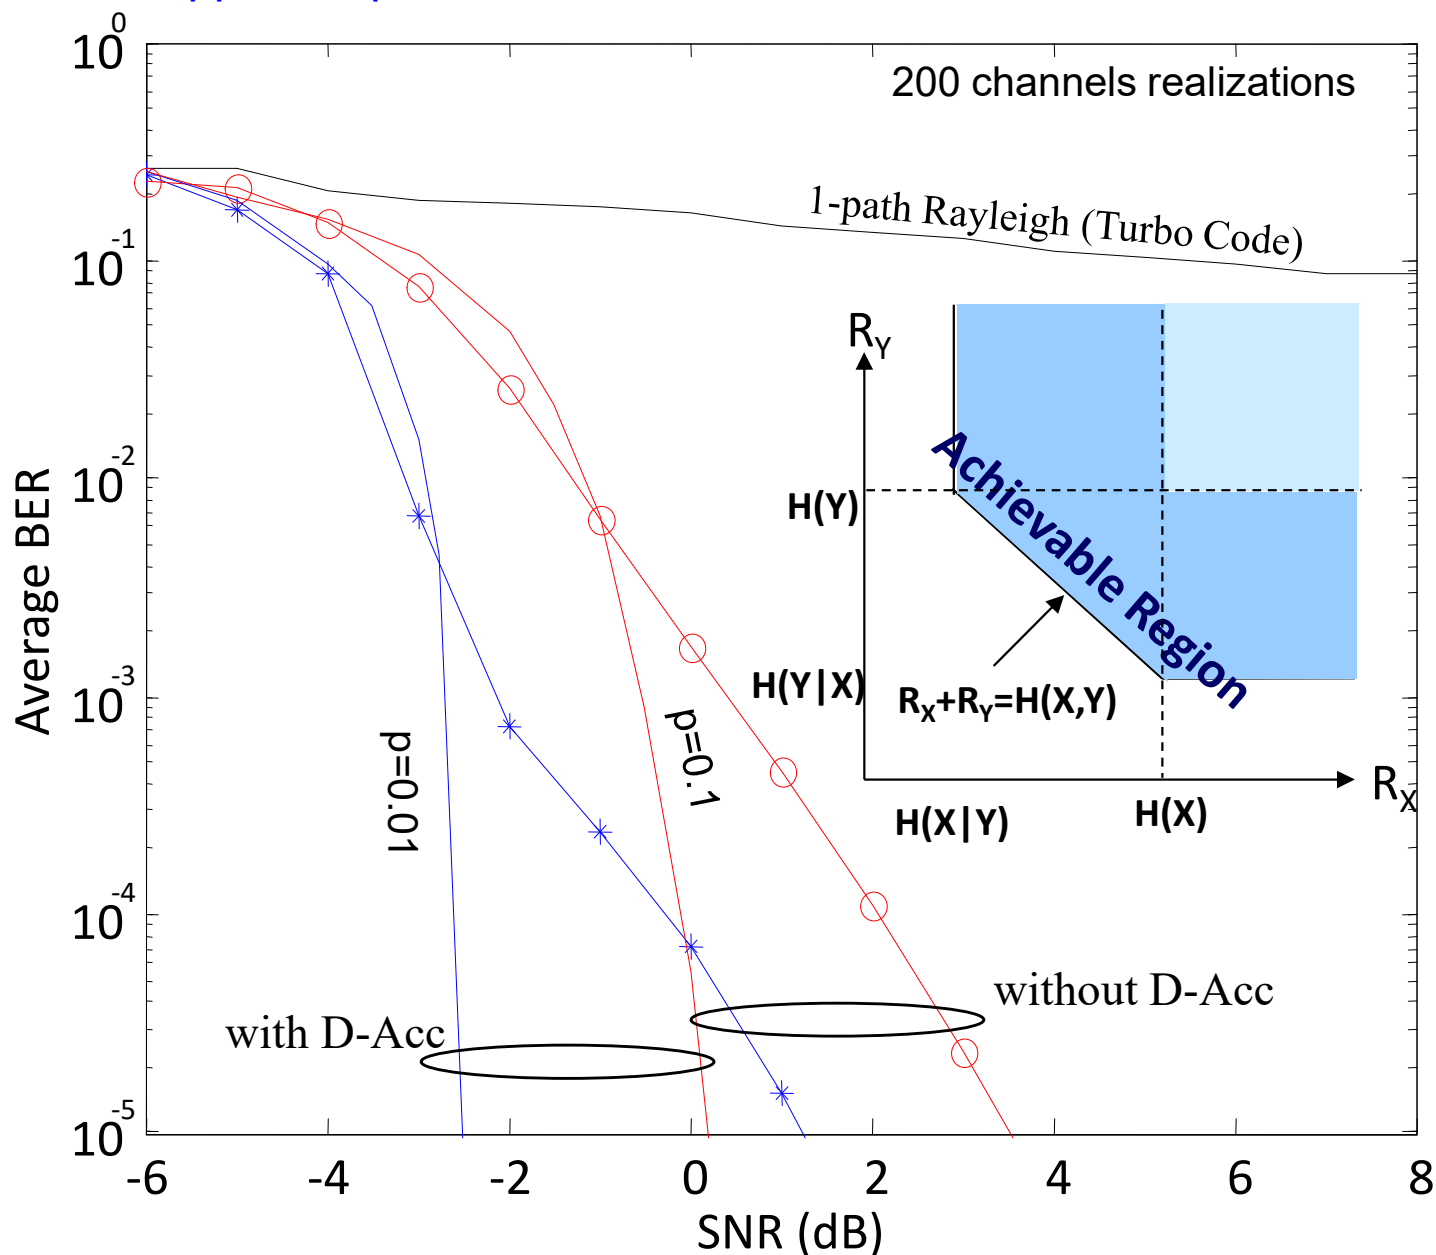 200 channels realizations
1-path Rayleigh (Turbo Code)
10^0
10^-1
10^-2
10^-3
10^-4
10^-5
Average BER
R_Y
H(Y)
H(Y|X)
Achievable Region
R_X+R_Y=H(X,Y)
H(X|Y)
H(X)
R_X
p=0.01
p=0.1
with D-Acc
without D-Acc
-6 -4 -2 0 2 4 6 8
SNR (dB)